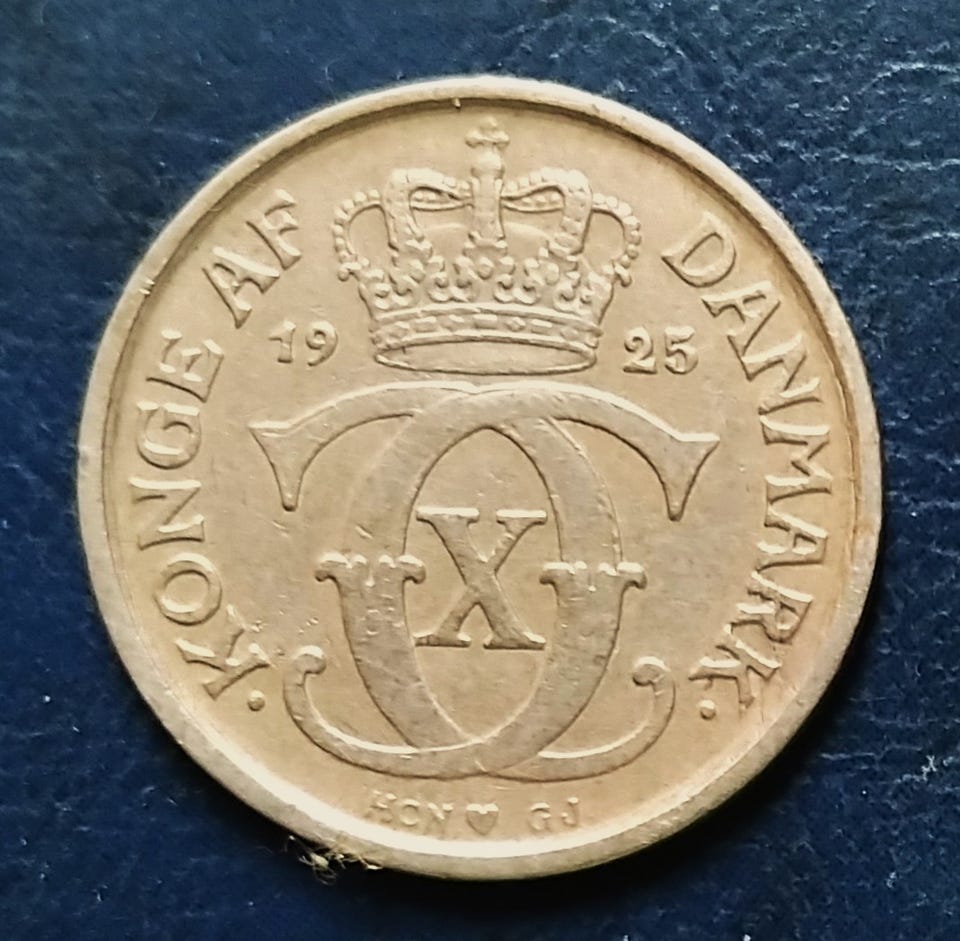 · KONGE AF DANMARK ·
19 25
X
HCN ♥ GJ